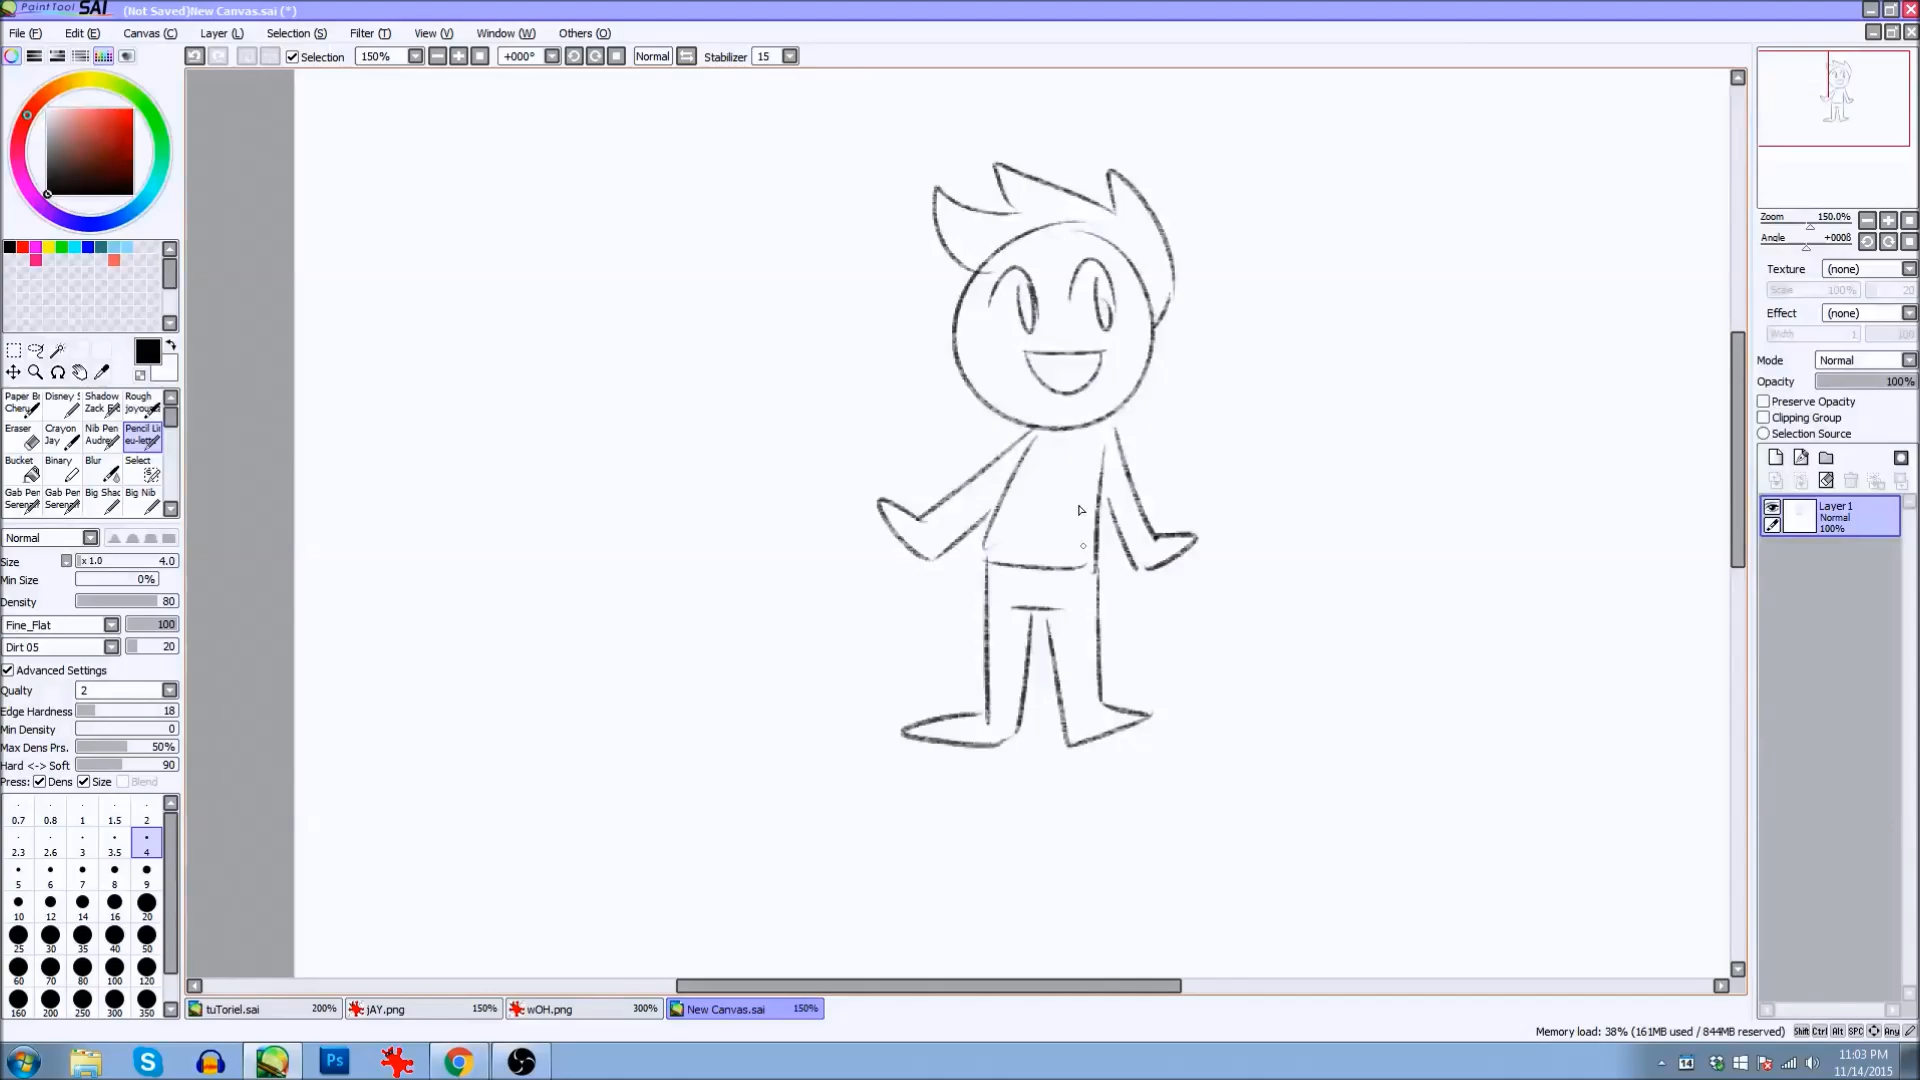 PaintTool SAI (Not Saved)New Canvas.sai (*)
File (F) Edit (E) Canvas (C) Layer (L) Selection (S) Filter (T) View (V) Window (W) Others (O)
Selection 150% +000° Normal Stabilizer 15
Zoom 150.0%
Angle +000ß
Texture (none)
Scale 100% 20
Effect (none)
Width 1 100
Mode Normal
Opacity 100%
Preserve Opacity
Clipping Group
Selection Source
Layer1
Normal
100%
Paper Br Disney S Shadow Rough
Chery Zack joyous
Eraser Crayon Nib Pen Pencil Li
Jay Audre eu-lett
Bucket Binary Blur Select
Gab Pen Gab Pen Big Shad Big Nib
Seren Seren
Normal
Size x 1.0 4.0
Min Size 0%
Density 80
Fine_Flat 100
Dirt 05 20
Advanced Settings
Qualty 2
Edge Hardness 18
Min Density 0
Max Dens Prs. 50%
Hard <-> Soft 90
Press: Dens Size Blend
0.7 0.8 1 1.5 2
2.3 2.6 3 3.5 4
5 6 7 8 9
10 12 14 16 20
25 30 35 40 50
60 70 80 100 120
160 200 250 300 350
tuToriel.sai 200% jAY.png 150% wOH.png 300% New Canvas.sai 150%
Memory load: 38% (161MB used / 844MB reserved) Shift Ctrl Alt SPC Any
Ps
14
11:03 PM
11/14/2015